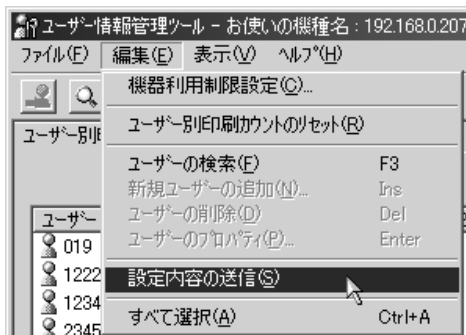 ユーザー情報管理ツール - お使いの機種名 : 192.168.0.207
ファイル(F) 編集(E) 表示(V) ヘルプ(H)
機器利用制限設定(C)...
ユーザー別印刷カウントのリセット(R)
ユーザー別
ユーザーの検索(F) F3
新規ユーザーの追加(N)... Ins
ユーザーの削除(D) Del
ユーザーのプロパティ(P)... Enter
ユーザー
019
1222
設定内容の送信(S)
1234
すべて選択(A) Ctrl+A
2345